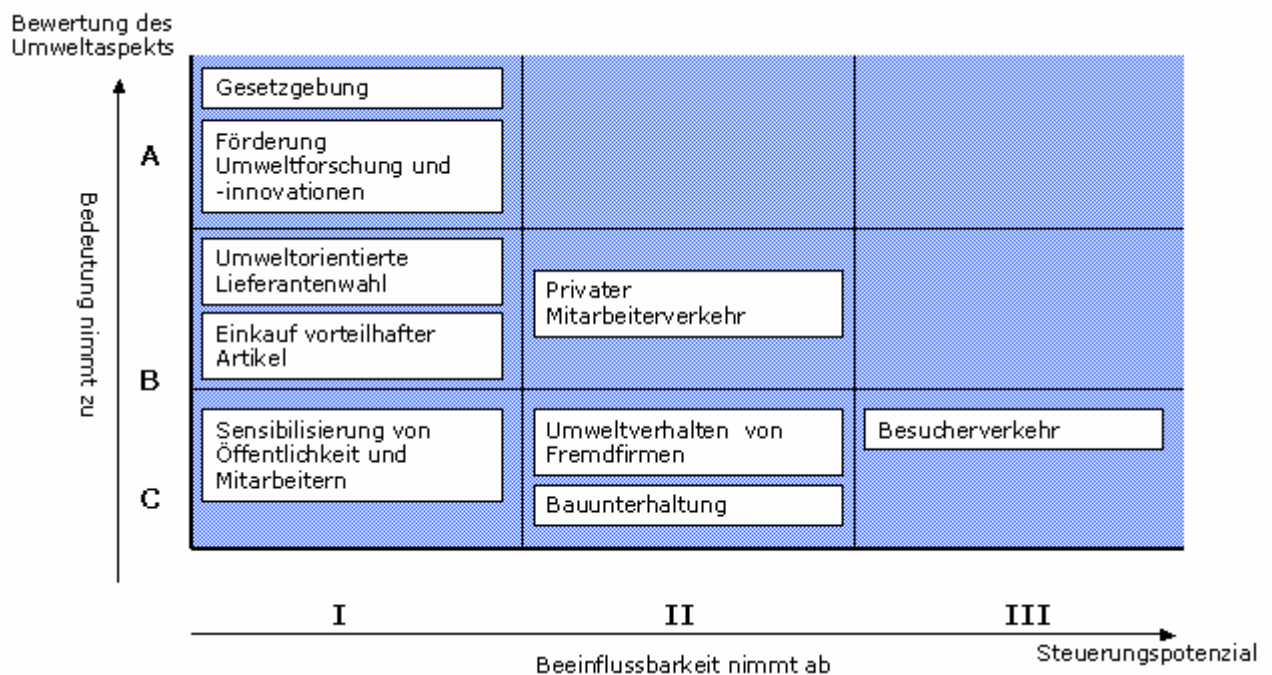 Bewertung des
Umweltaspekts
Gesetzgebung
A
Förderung
Umweltforschung und
-innovationen
Bedeutung nimmt zu
Umweltorientierte
Lieferantenwahl
Privater
Mitarbeiterverkehr
Einkauf vorteilhafter
Artikel
B
Sensibilisierung von
Öffentlichkeit und
Mitarbeitern
Umweltverhalten von
Fremdfirmen
Besucherverkehr
C
Bauunterhaltung
I
II
III
Beeinflussbarkeit nimmt ab
Steuerungspotenzial